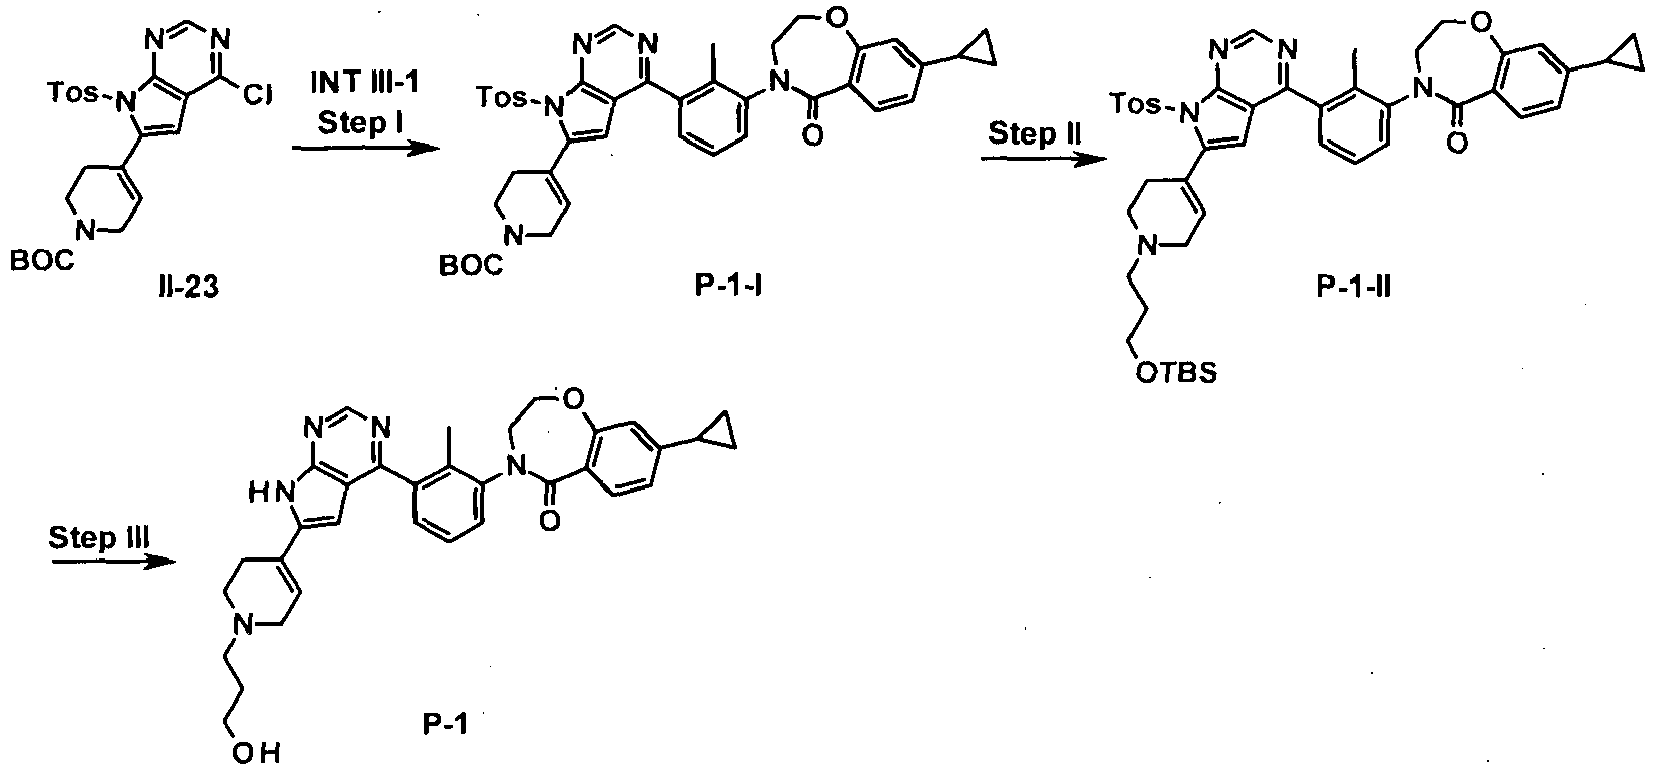 N N
Tos N Cl
N
BOC
II-23
INT III-1
Step I
O
N N
Tos N N
O
N
BOC
P-1-I
Step II
O
N N
Tos N N
O
N
OTBS
P-1-II
Step III
O
N N
HN N
O
N
OH
P-1